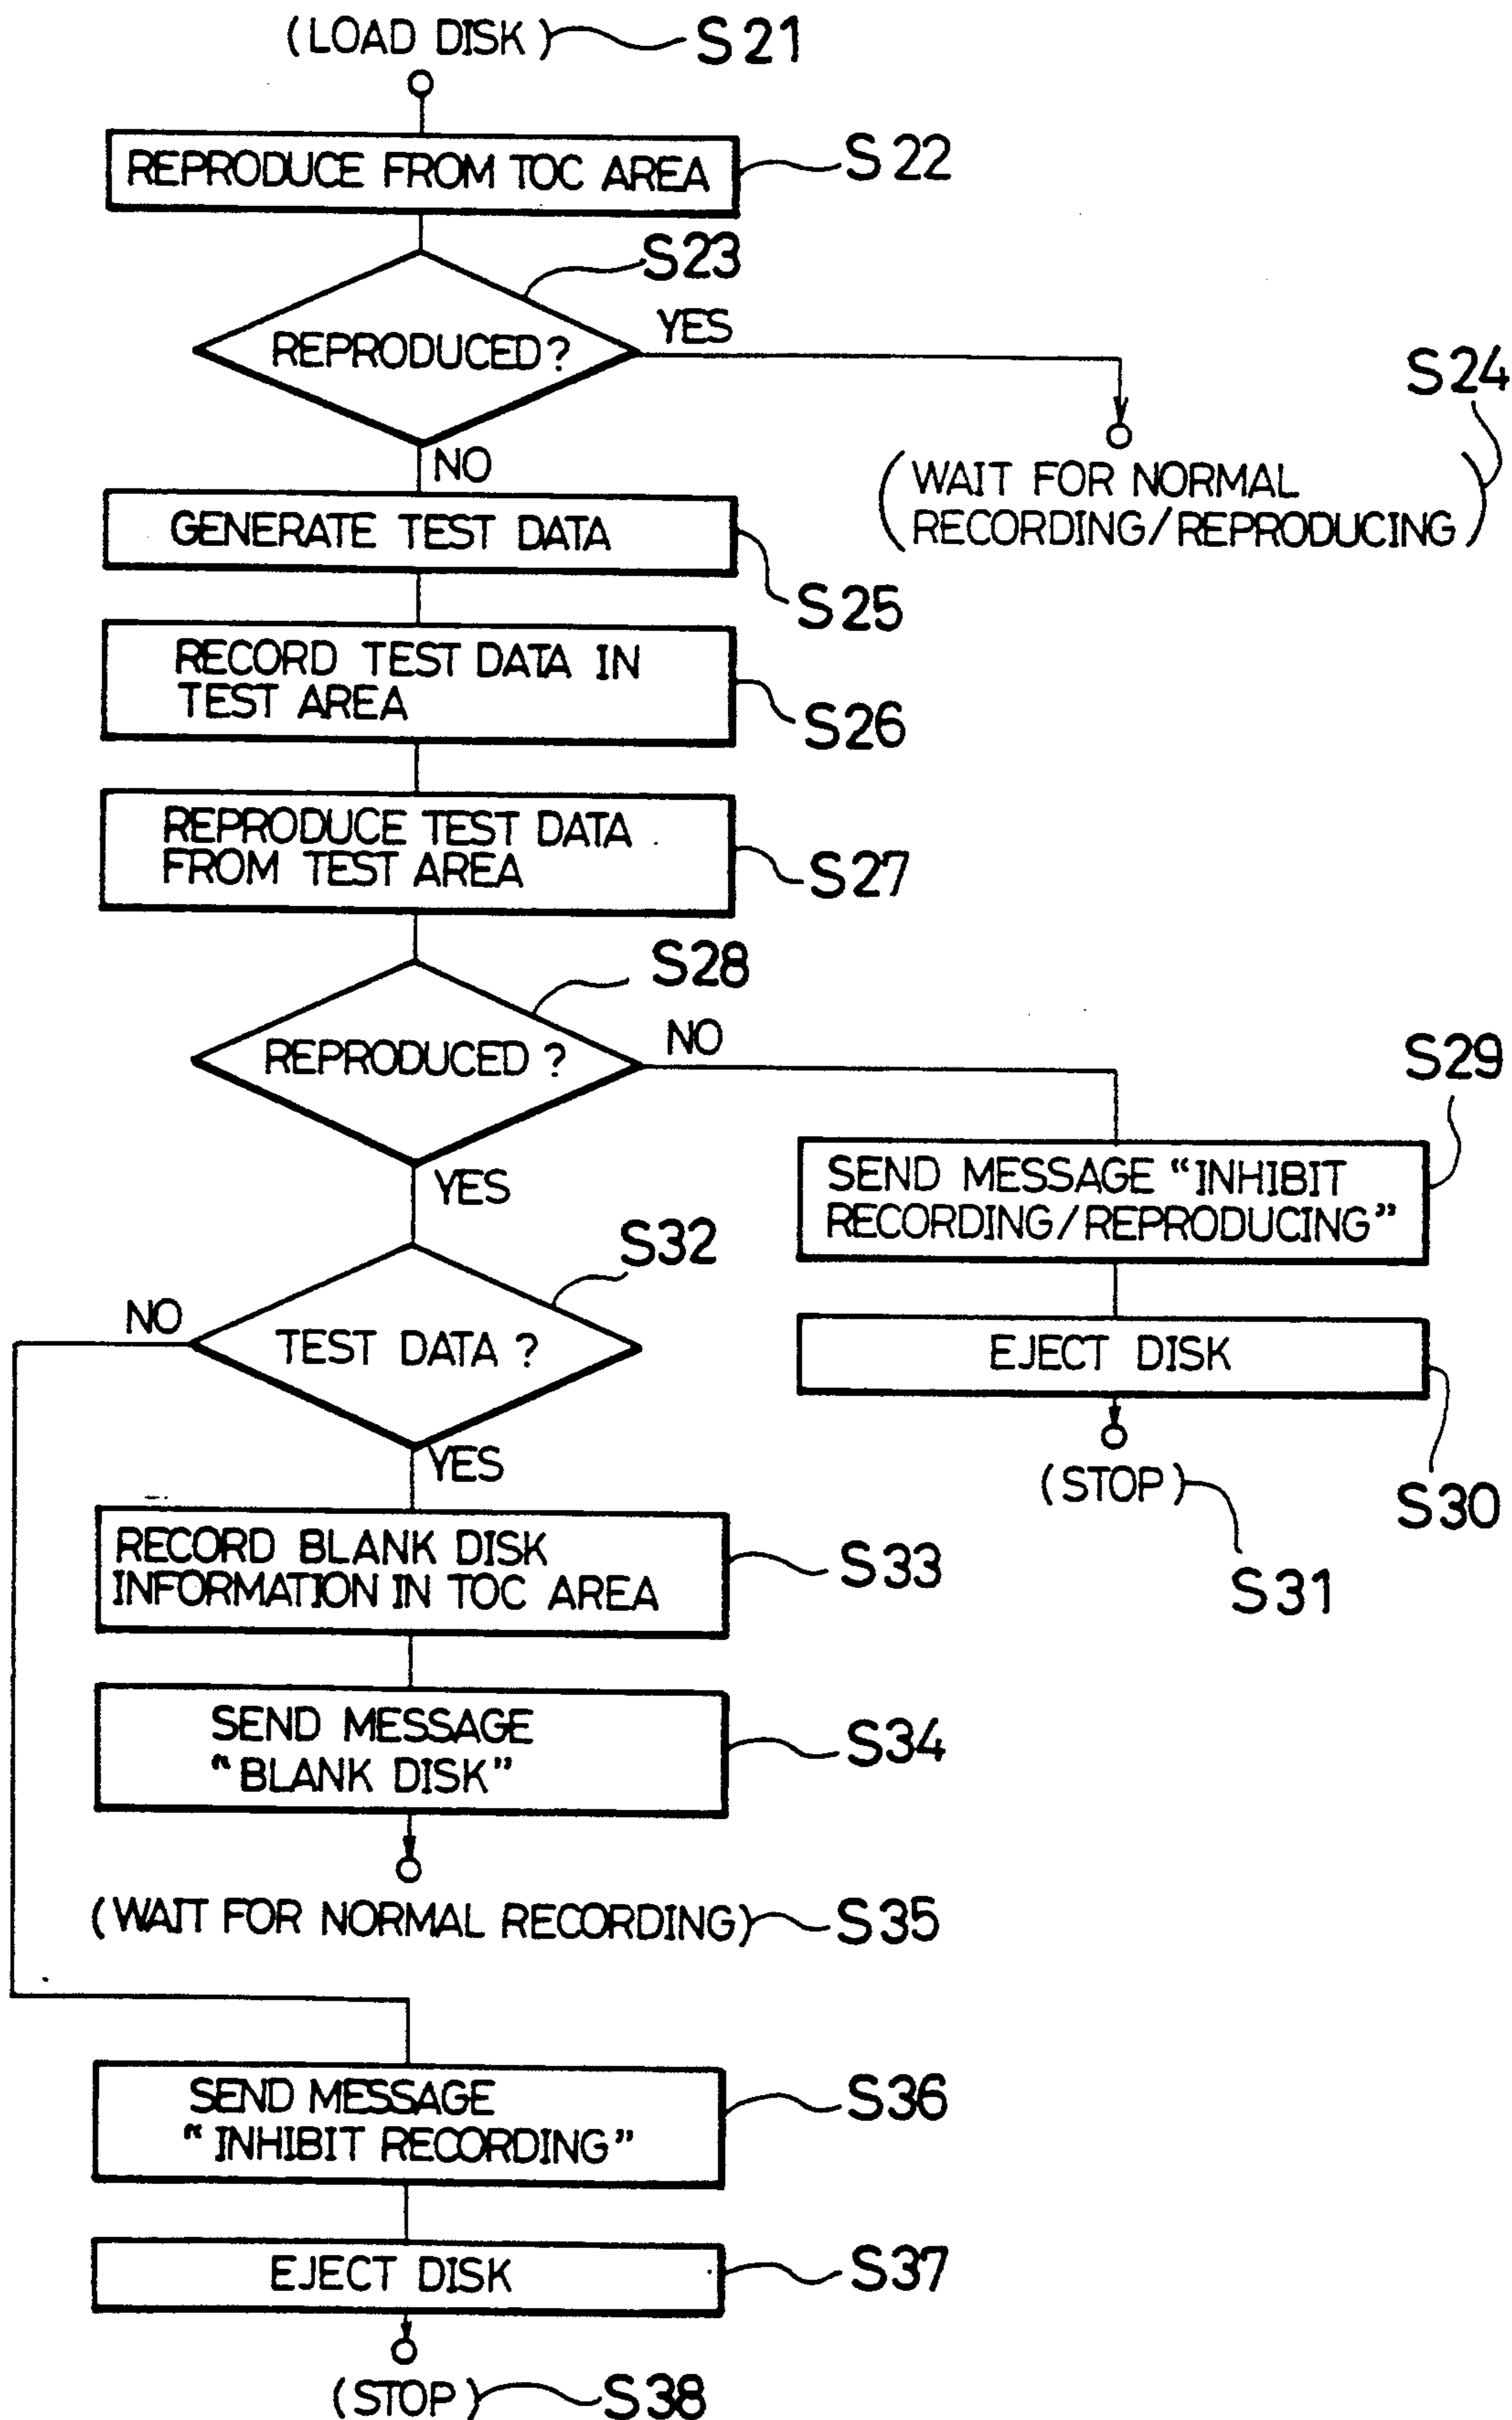 (LOAD DISK) S21
REPRODUCE FROM TOC AREA S22
S23
REPRODUCED? YES
S24
(WAIT FOR NORMAL
RECORDING/REPRODUCING)
NO
GENERATE TEST DATA
S25
RECORD TEST DATA IN
TEST AREA
S26
REPRODUCE TEST DATA
FROM TEST AREA
S27
S28
REPRODUCED? NO
S29
SEND MESSAGE “INHIBIT
RECORDING/REPRODUCING”
EJECT DISK
S30
(STOP)
S31
YES
S32
NO
TEST DATA?
YES
RECORD BLANK DISK
INFORMATION IN TOC AREA
S33
SEND MESSAGE
“BLANK DISK”
S34
(WAIT FOR NORMAL RECORDING) S35
SEND MESSAGE
“INHIBIT RECORDING”
S36
EJECT DISK S37
(STOP) S38